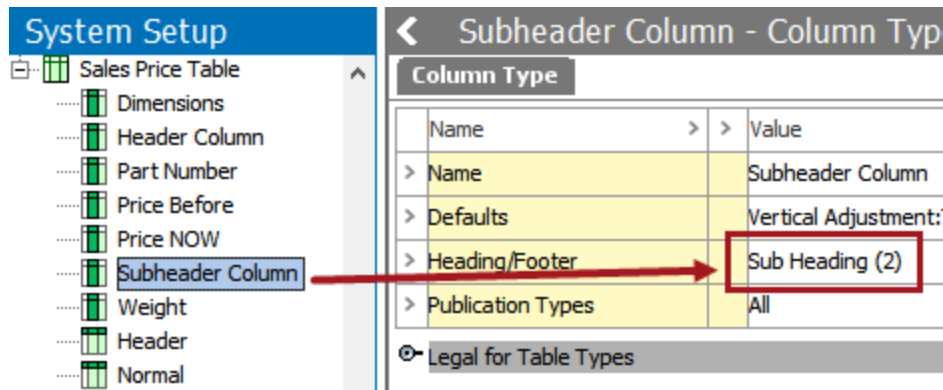 System Setup
Sales Price Table
Dimensions
Header Column
Part Number
Price Before
Price NOW
Subheader Column
Weight
Header
Normal
Subheader Column - Column Typ
Column Type
Name > > Value
> Name Subheader Column
> Defaults Vertical Adjustment:
> Heading/Footer Sub Heading (2)
> Publication Types All
Legal for Table Types